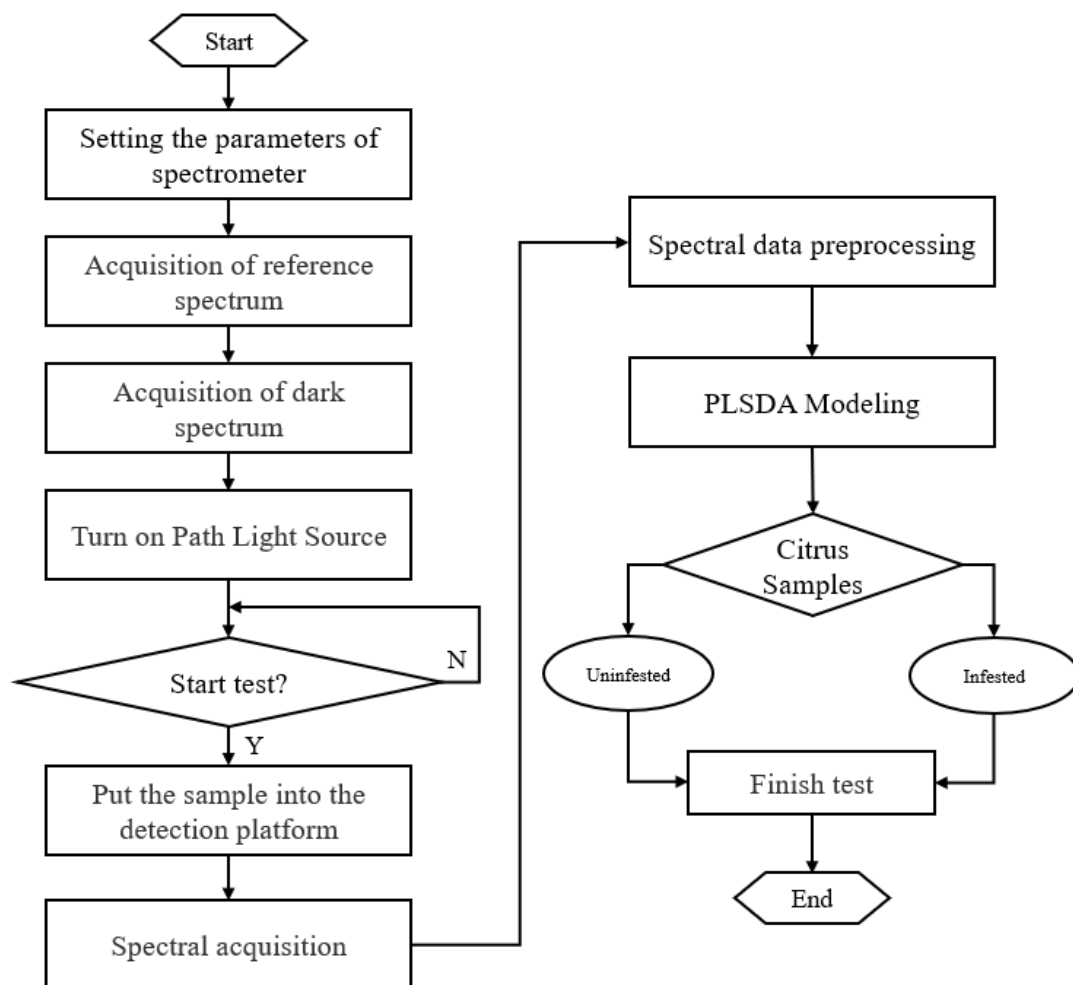 Start
Setting the parameters of
spectrometer
Acquisition of reference
spectrum
Acquisition of dark
spectrum
Turn on Path Light Source
Start test?
N
Y
Put the sample into the
detection platform
Spectral acquisition
Spectral data preprocessing
PLSDA Modeling
Citrus
Samples
Uninfested
Infested
Finish test
End